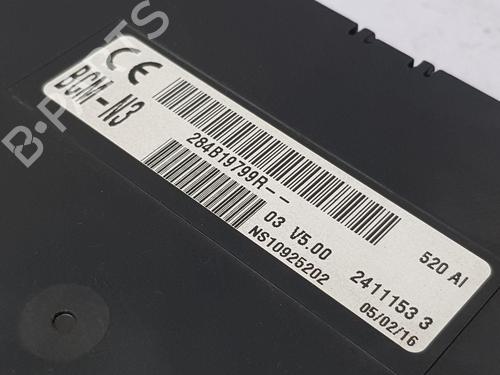 CE
BCM-N3
284B19799R--
03 V5.00
NS10925202
520 AI
2411153 3
05/02/16
B-PARTS